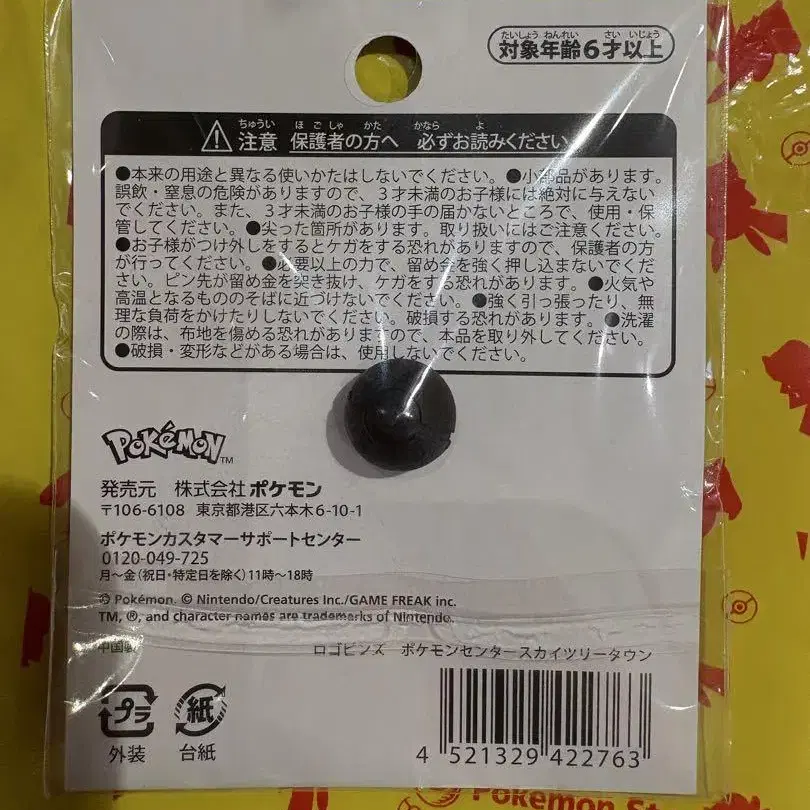 対象年齢6才以上
たいしょう ねんれい さい いじょう
⚠注意 保護者の方へ 必ずお読みください
ちゅうい ほ ご しゃ かた かなら よ
●本来の用途と異なる使いかたはしないでください。●小部品があります。
誤飲・窒息の危険がありますので、3才未満のお子様には絶対に与えない
でください。また、3才未満のお子様の手の届かないところで、使用・保
管してください。●尖った箇所があります。取り扱いにはご注意ください。
●お子様がつけ外しをするとケガをする恐れがありますので、保護者の方
が行ってください。●必要以上の力で、留め金を強く押し込まないでくだ
さい。ピン先が留め金を突き抜け、ケガをする恐れがあります。●火気や
高温となるもののそばに近づけないでください。●強く引っ張ったり、無
理な負荷をかけたりしないでください。破損する恐れがあります。●洗濯
の際は、布地を傷める恐れがありますので、本品を取り外してください。
●破損・変形などがある場合は、使用しないでください。
POKéMON™
発売元 株式会社ポケモン
〒106-6108 東京都港区六本木6-10-1
ポケモンカスタマーサポートセンター
0120-049-725
月～金(祝日・特定日を除く)11時～18時
© Pokémon. © Nintendo/Creatures Inc./GAME FREAK inc.
TM, ®, and character names are trademarks of Nintendo.
中国製
ロゴピンズ ポケモンセンタースカイツリータウン
プラ
外装
紙
台紙
4 521329 422763
Pokémon